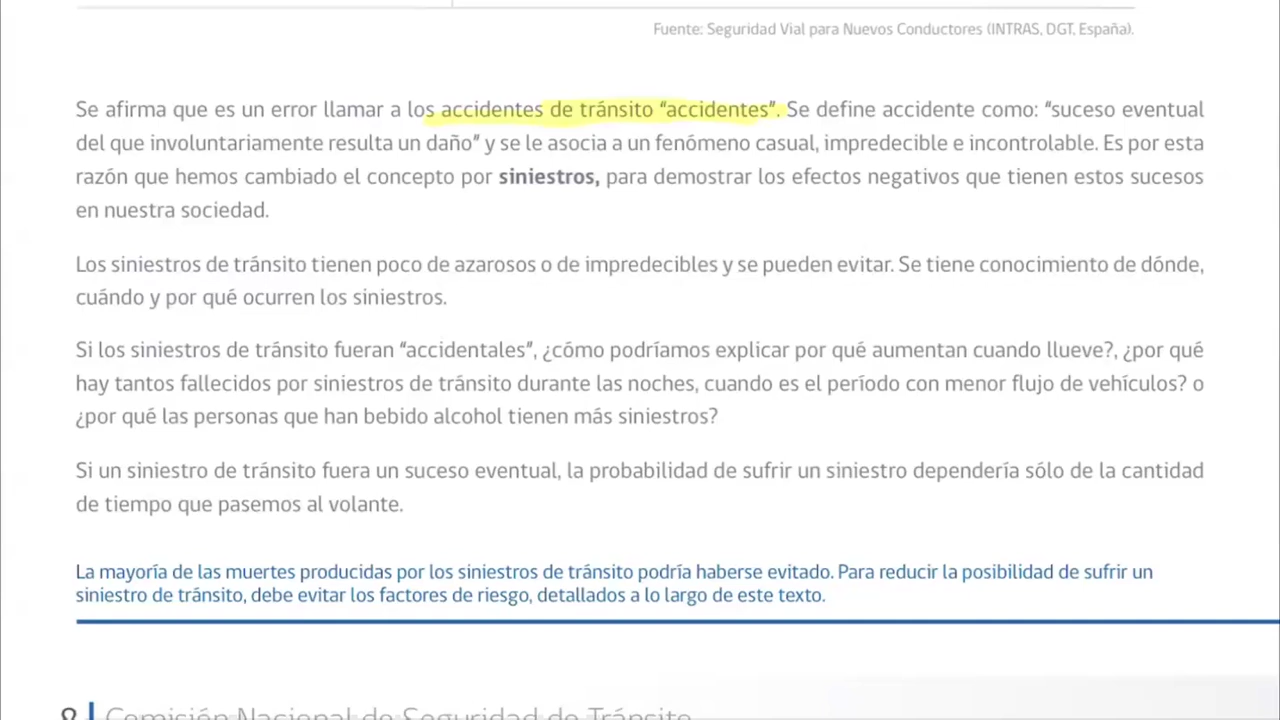 Fuente: Seguridad Vial para Nuevos Conductores (INTRAS, DGT, España).
Se afirma que es un error llamar a los accidentes de tránsito “accidentes”. Se define accidente como: “suceso eventual
del que involuntariamente resulta un daño” y se le asocia a un fenómeno casual, impredecible e incontrolable. Es por esta
razón que hemos cambiado el concepto por siniestros, para demostrar los efectos negativos que tienen estos sucesos
en nuestra sociedad.
Los siniestros de tránsito tienen poco de azarosos o de impredecibles y se pueden evitar. Se tiene conocimiento de dónde,
cuándo y por qué ocurren los siniestros.
Si los siniestros de tránsito fueran “accidentales”, ¿cómo podríamos explicar por qué aumentan cuando llueve?, ¿por qué
hay tantos fallecidos por siniestros de tránsito durante las noches, cuando es el período con menor flujo de vehículos? o
¿por qué las personas que han bebido alcohol tienen más siniestros?
Si un siniestro de tránsito fuera un suceso eventual, la probabilidad de sufrir un siniestro dependería sólo de la cantidad
de tiempo que pasemos al volante.
La mayoría de las muertes producidas por los siniestros de tránsito podría haberse evitado. Para reducir la posibilidad de sufrir un
siniestro de tránsito, debe evitar los factores de riesgo, detallados a lo largo de este texto.
8 Comisión Nacional de Seguridad de Tránsito